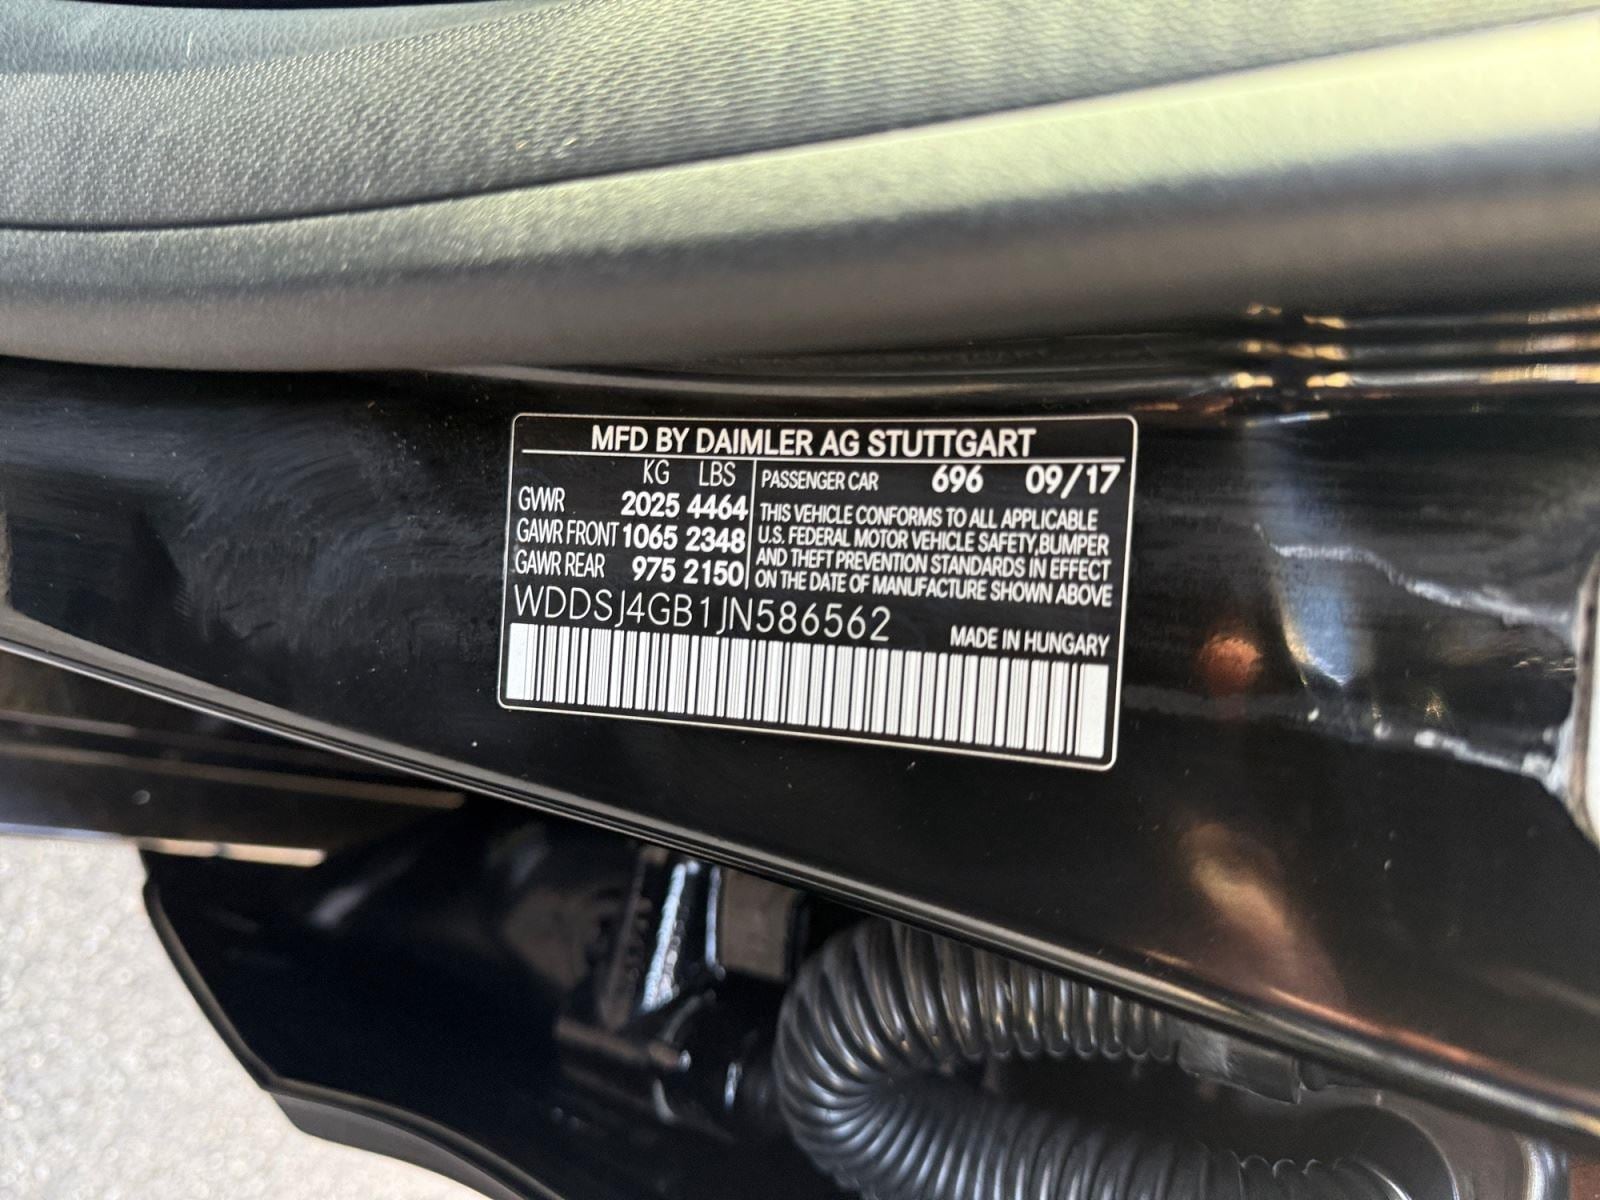 MFD BY DAIMLER AG STUTTGART
KG LBS
GVWR 2025 4464
GAWR FRONT 1065 2348
GAWR REAR 975 2150
PASSENGER CAR 696 09/17
THIS VEHICLE CONFORMS TO ALL APPLICABLE
U.S. FEDERAL MOTOR VEHICLE SAFETY,BUMPER
AND THEFT PREVENTION STANDARDS IN EFFECT
ON THE DATE OF MANUFACTURE SHOWN ABOVE
WDDSJ4GB1JN586562
MADE IN HUNGARY